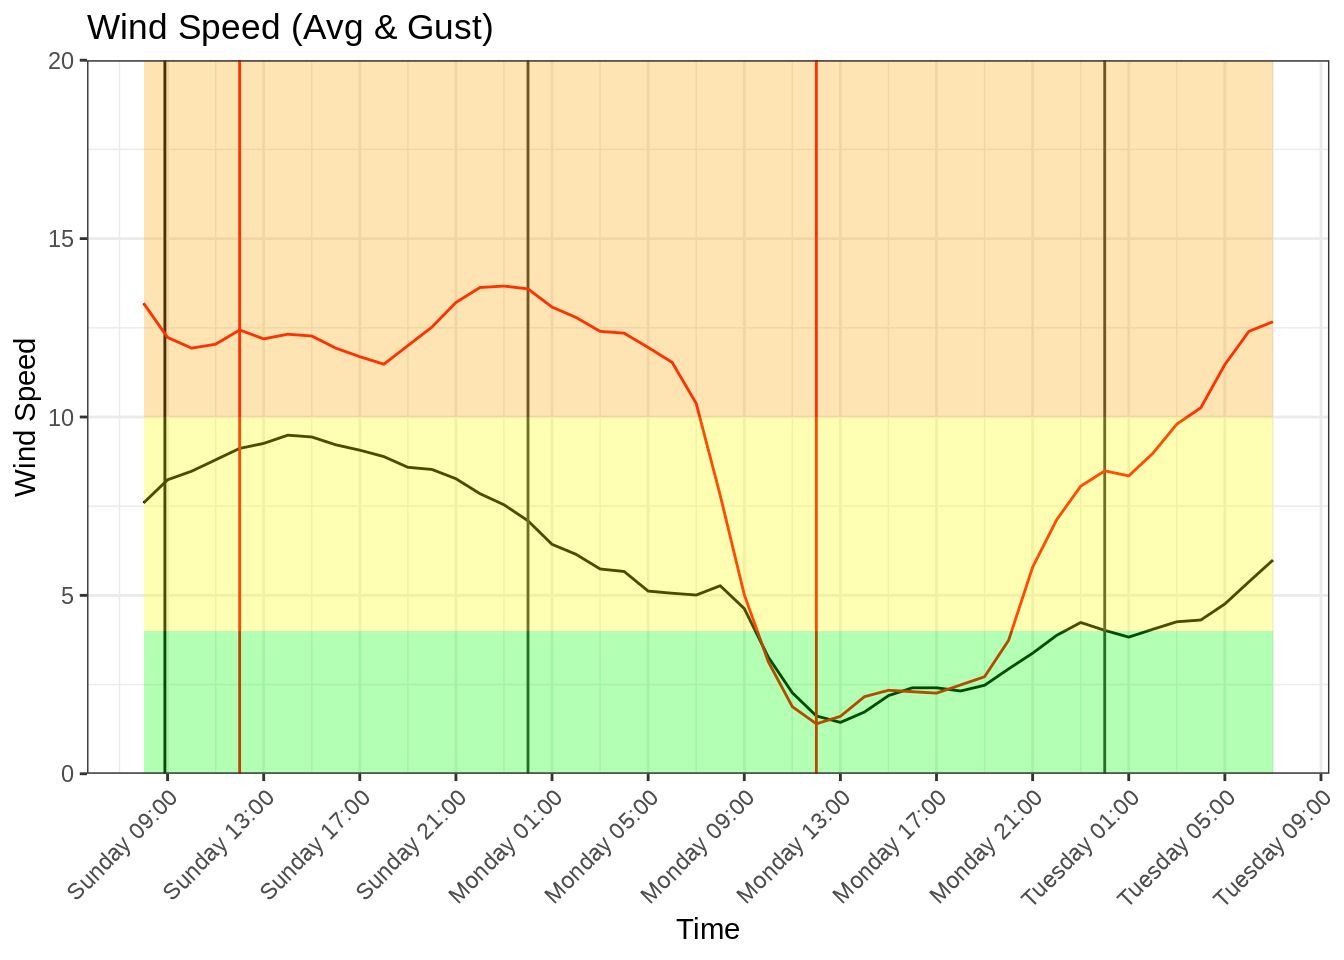 Wind Speed (Avg & Gust)
20
15
10
5
0
Wind Speed
Sunday 09:00
Sunday 13:00
Sunday 17:00
Sunday 21:00
Monday 01:00
Monday 05:00
Monday 09:00
Monday 13:00
Monday 17:00
Monday 21:00
Tuesday 01:00
Tuesday 05:00
Tuesday 09:00
Time